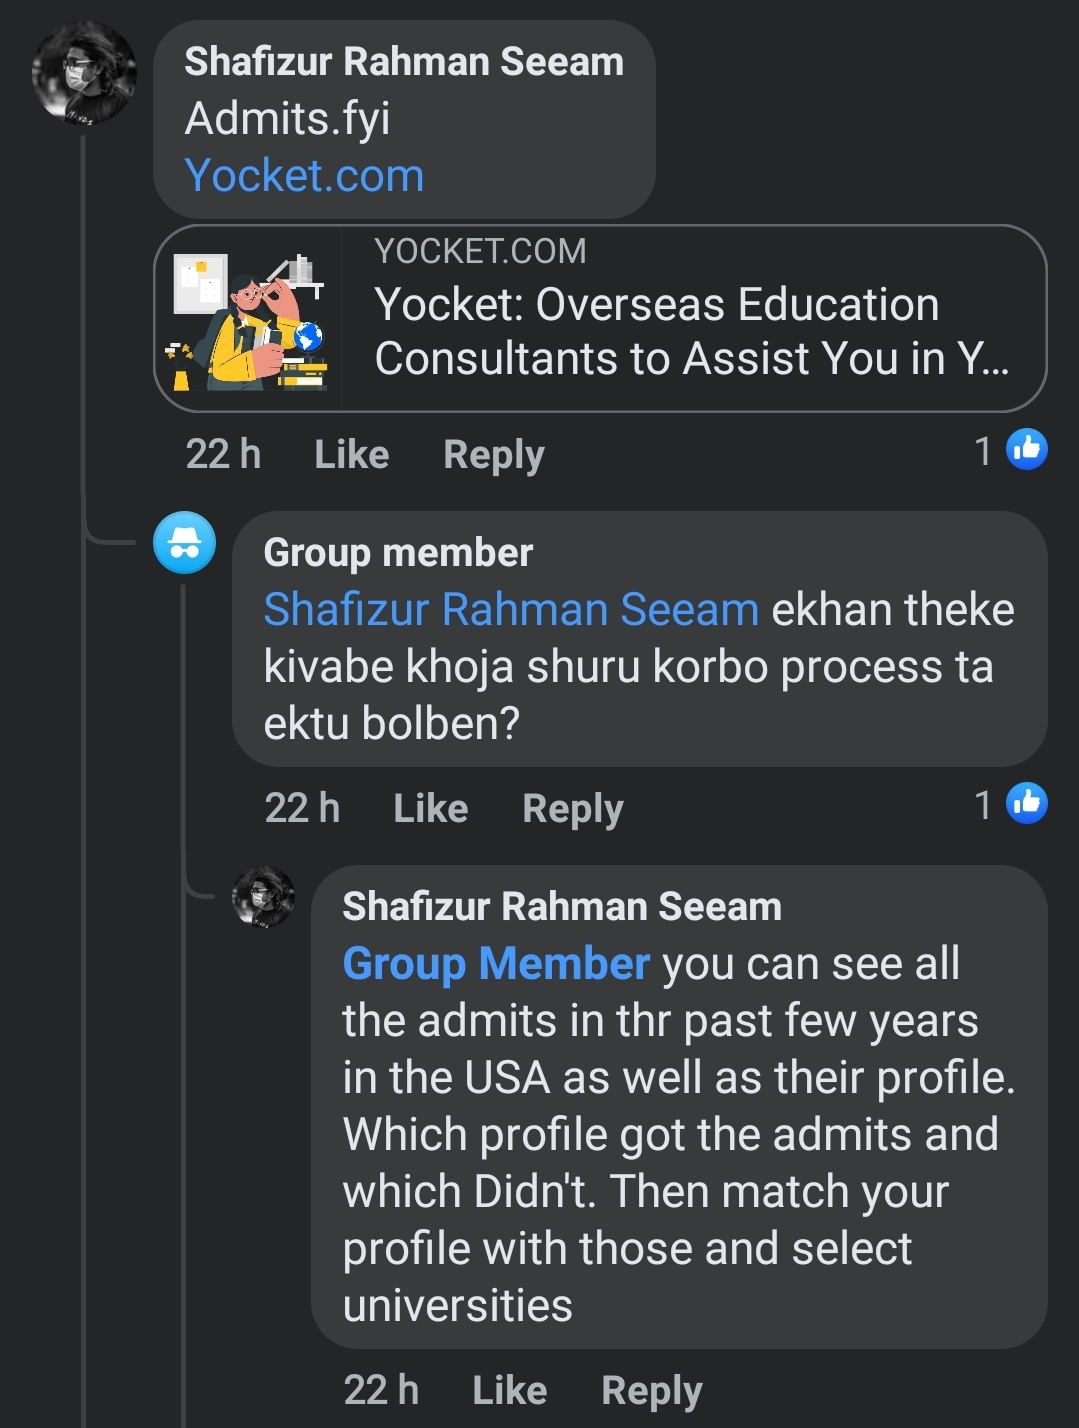 Shafizur Rahman Seeam
Admits.fyi
Yocket.com
YOCKET.COM
Yocket: Overseas Education
Consultants to Assist You in Y...
22 h Like Reply 1
Group member
Shafizur Rahman Seeam ekhan theke
kivabe khoja shuru korbo process ta
ektu bolben?
22 h Like Reply 1
Shafizur Rahman Seeam
Group Member you can see all
the admits in thr past few years
in the USA as well as their profile.
Which profile got the admits and
which Didn't. Then match your
profile with those and select
universities
22 h Like Reply